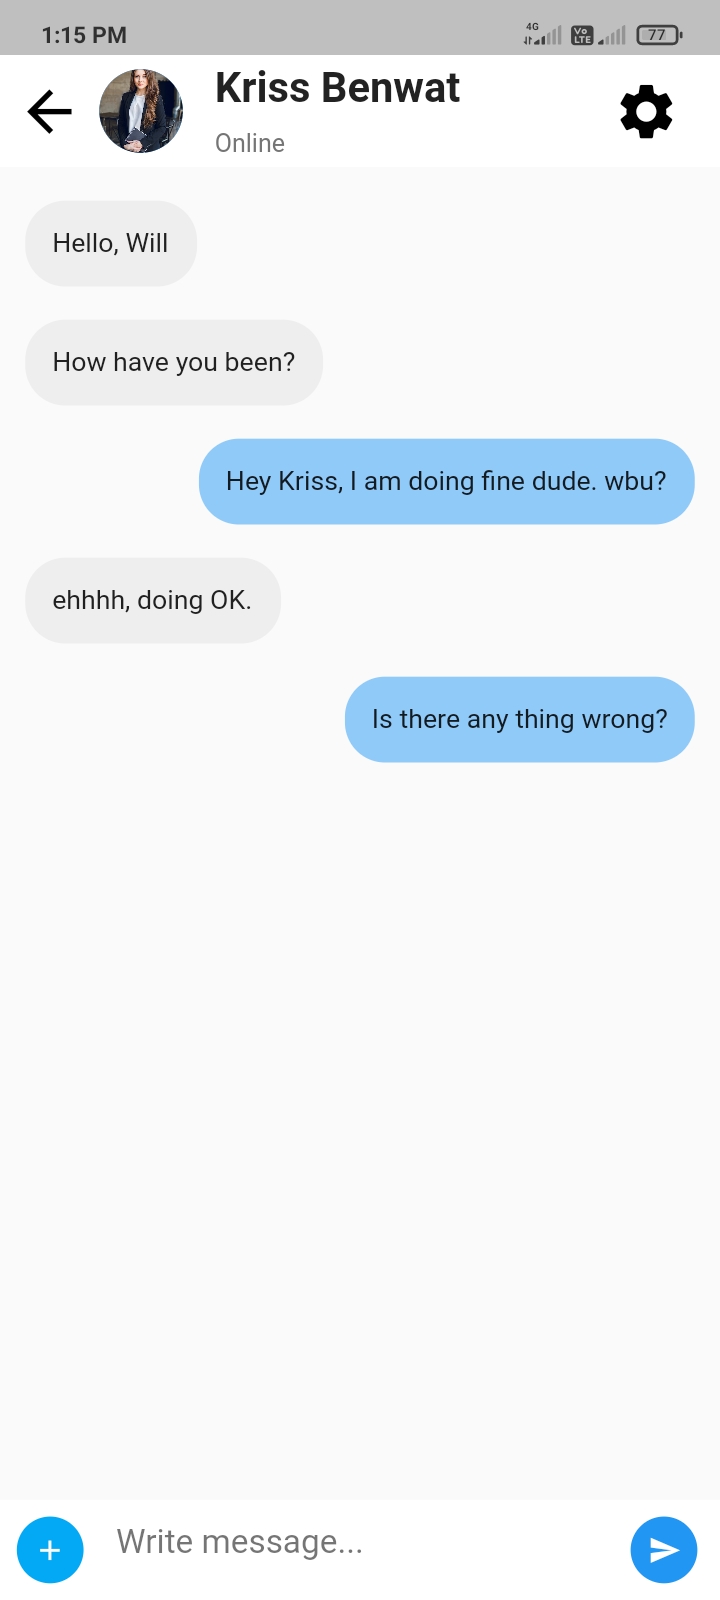 1:15 PM
4G
Vo
LTE
77
Kriss Benwat
Online
Hello, Will
How have you been?
Hey Kriss, I am doing fine dude. wbu?
ehhhh, doing OK.
Is there any thing wrong?
Write message...